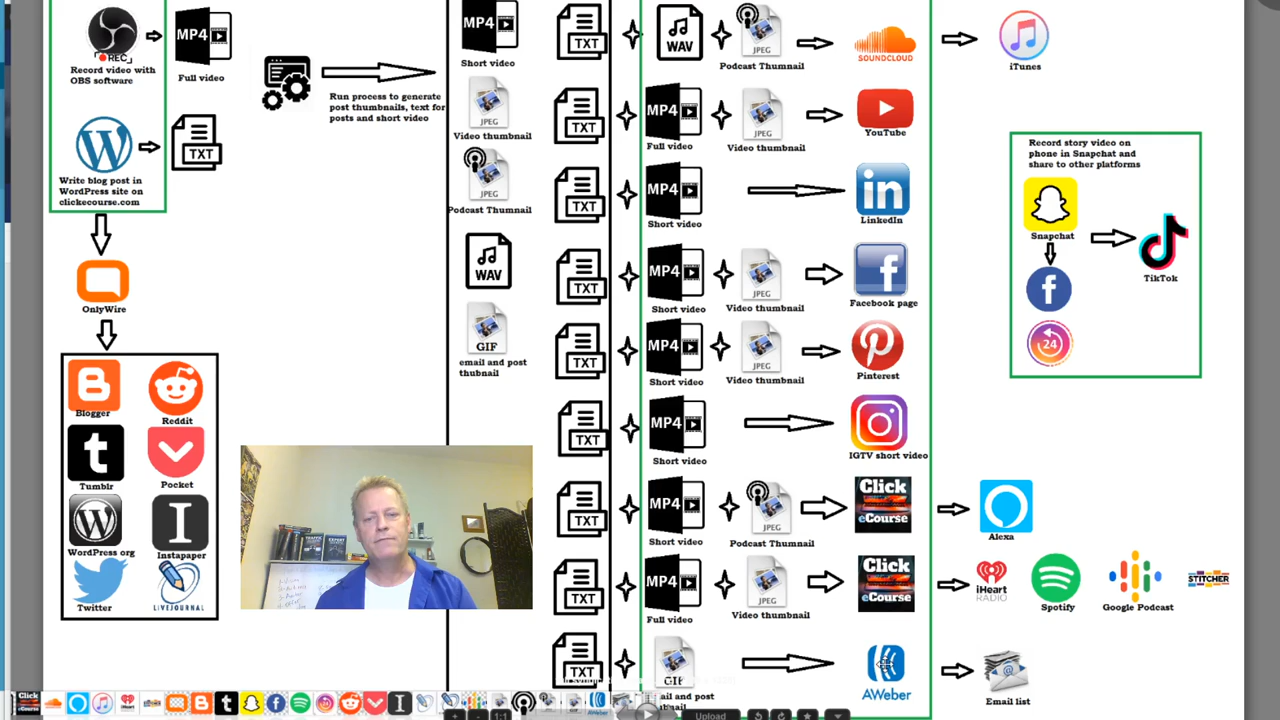 REC
Record video with
OBS software
MP4
Full video
TXT
Write blog post in
WordPress site on
clickecourse.com
OnlyWire
Blogger
Reddit
Tumblr
Pocket
WordPress org
Instapaper
Twitter
LIVEJOURNAL
Run process to generate
post thumbnails, text for
posts and short video
MP4
Short video
JPEG
Video thumbnail
JPEG
Podcast Thumnail
WAV
GIF
email and post
thubnail
TXT
WAV
JPEG
Podcast Thumnail
SOUNDCLOUD
iTunes
TXT
MP4
Full video
JPEG
Video thumbnail
YouTube
TXT
MP4
Short video
in
LinkedIn
TXT
MP4
Short video
JPEG
Video thumbnail
Facebook page
TXT
MP4
Short video
JPEG
Video thumbnail
Pinterest
TXT
MP4
Short video
IGTV short video
TXT
MP4
Short video
JPEG
Podcast Thumnail
Click
eCourse
Alexa
TXT
MP4
Full video
JPEG
Video thumbnail
Click
eCourse
iHeart
RADIO
Spotify
Google Podcast
STITCHER
TXT
GIF
email and post
AWeber
Email list
Record story video on
phone in Snapchat and
share to other platforms
Snapchat
TikTok
24
1:1
Upload